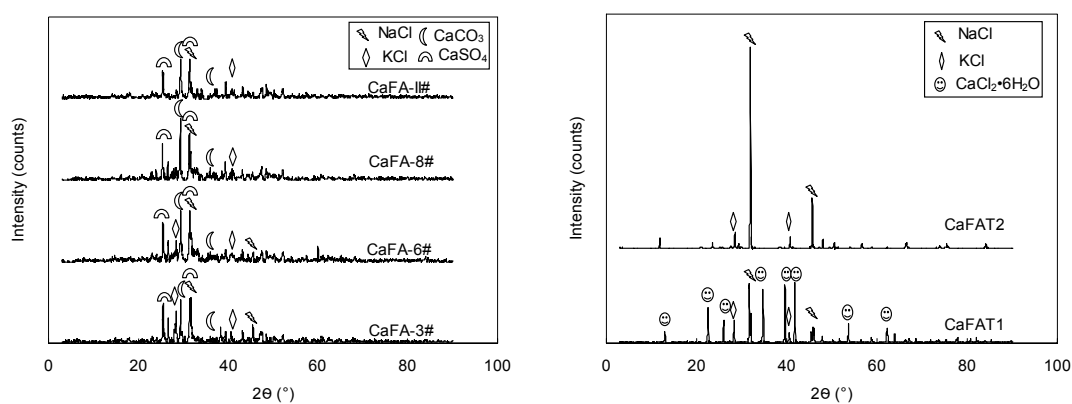 NaCl CaCO₃
KCl CaSO₄
CaFA-II#
CaFA-8#
CaFA-6#
CaFA-3#
Intensity (counts)
0 20 40 60 80 100
2Θ (°)
NaCl
KCl
CaCl₂•6H₂O
CaFAT2
CaFAT1
Intensity (counts)
0 20 40 60 80 100
2Θ (°)